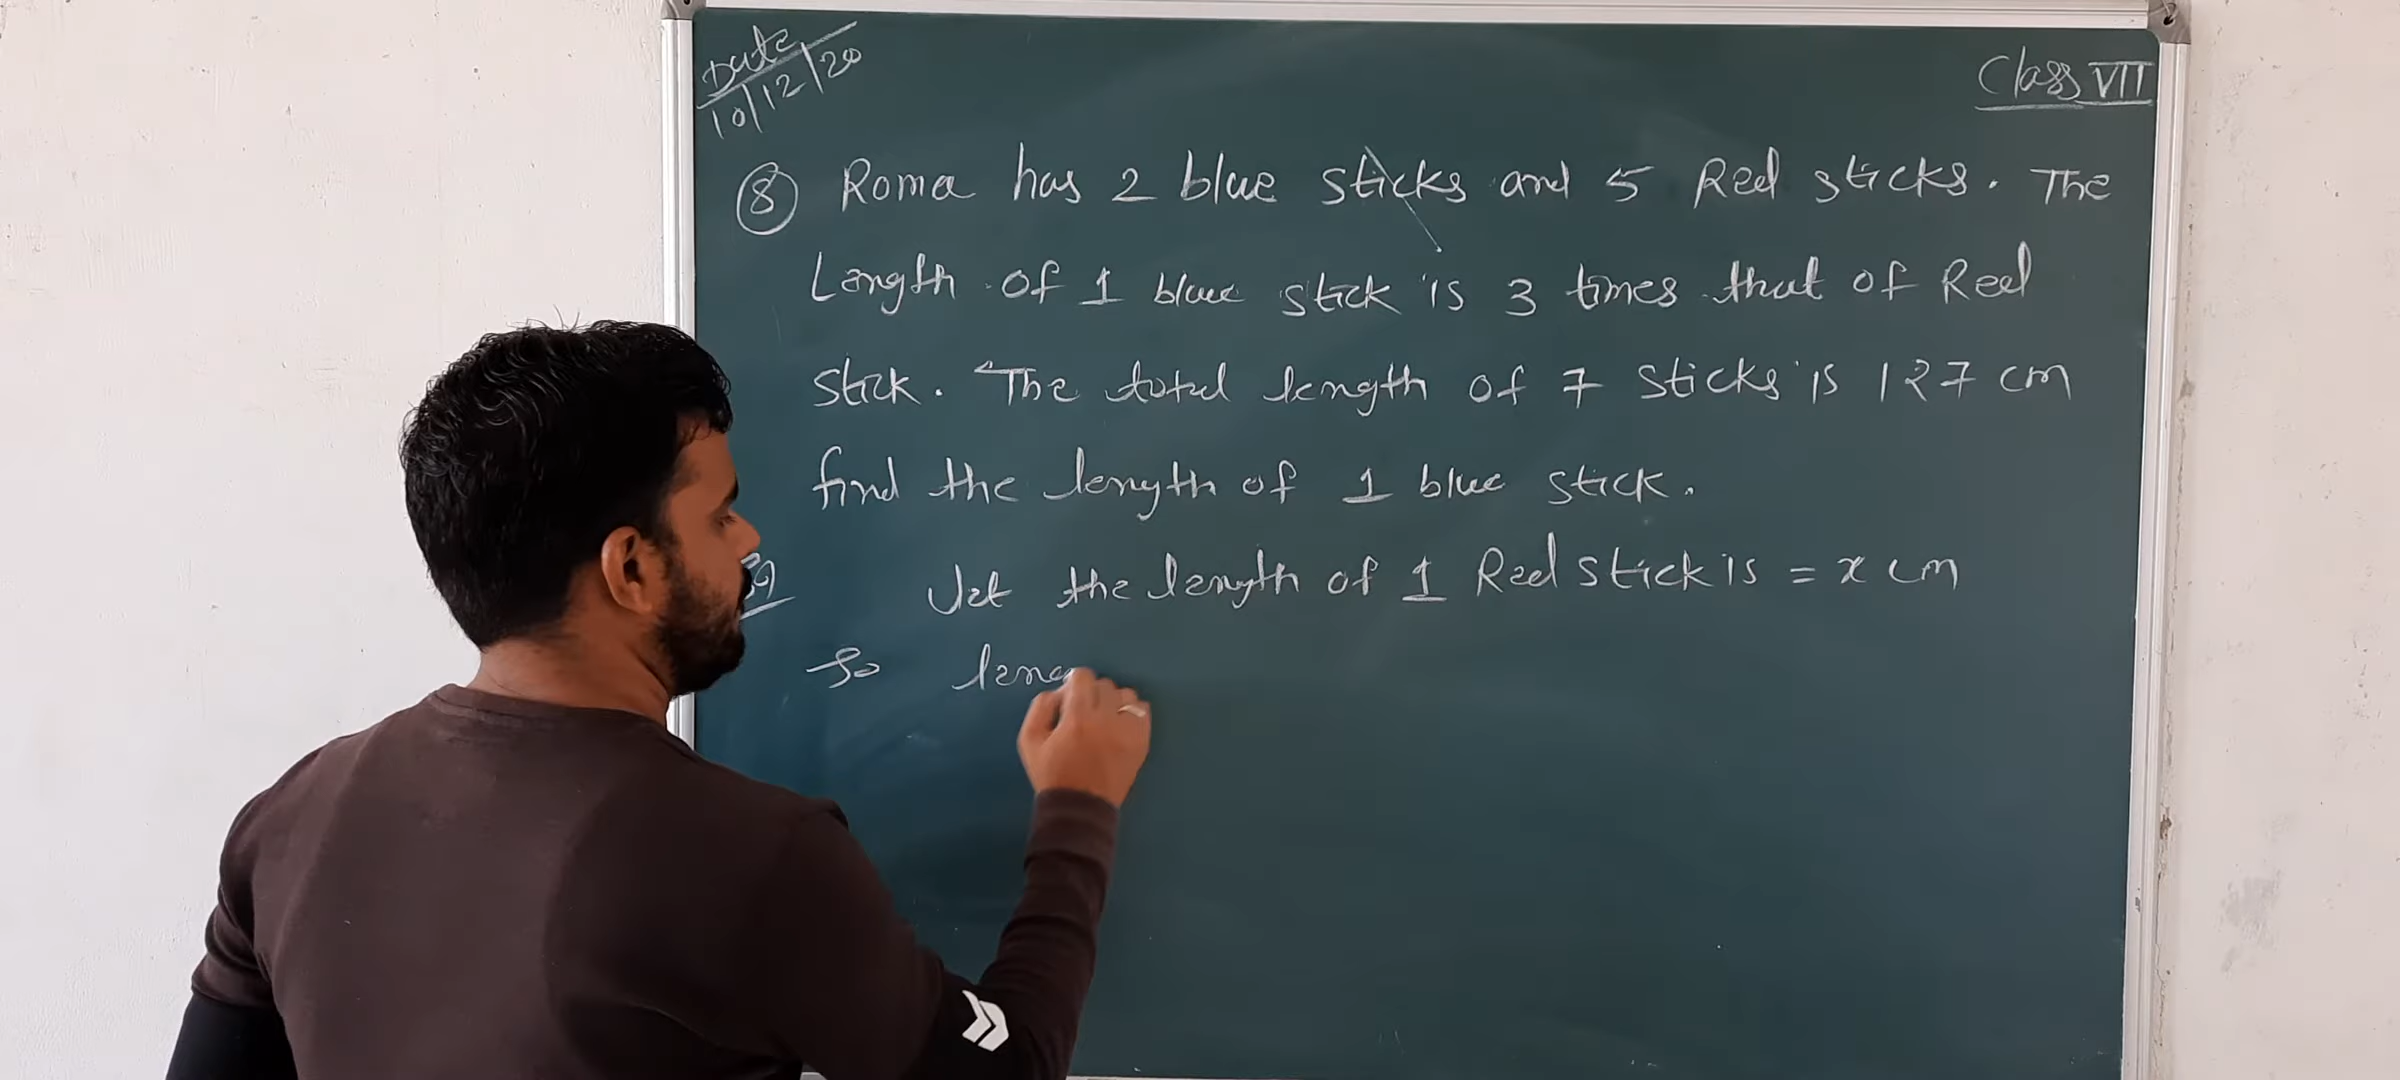 Date
10/12/20
Class VII
8 Roma has 2 blue sticks and 5 Red sticks. The
Length of 1 blue stick is 3 times that of Red
stick. The total length of 7 sticks is 127 cm
find the length of 1 blue stick.
Let the length of 1 Red stick is = x cm
So leng